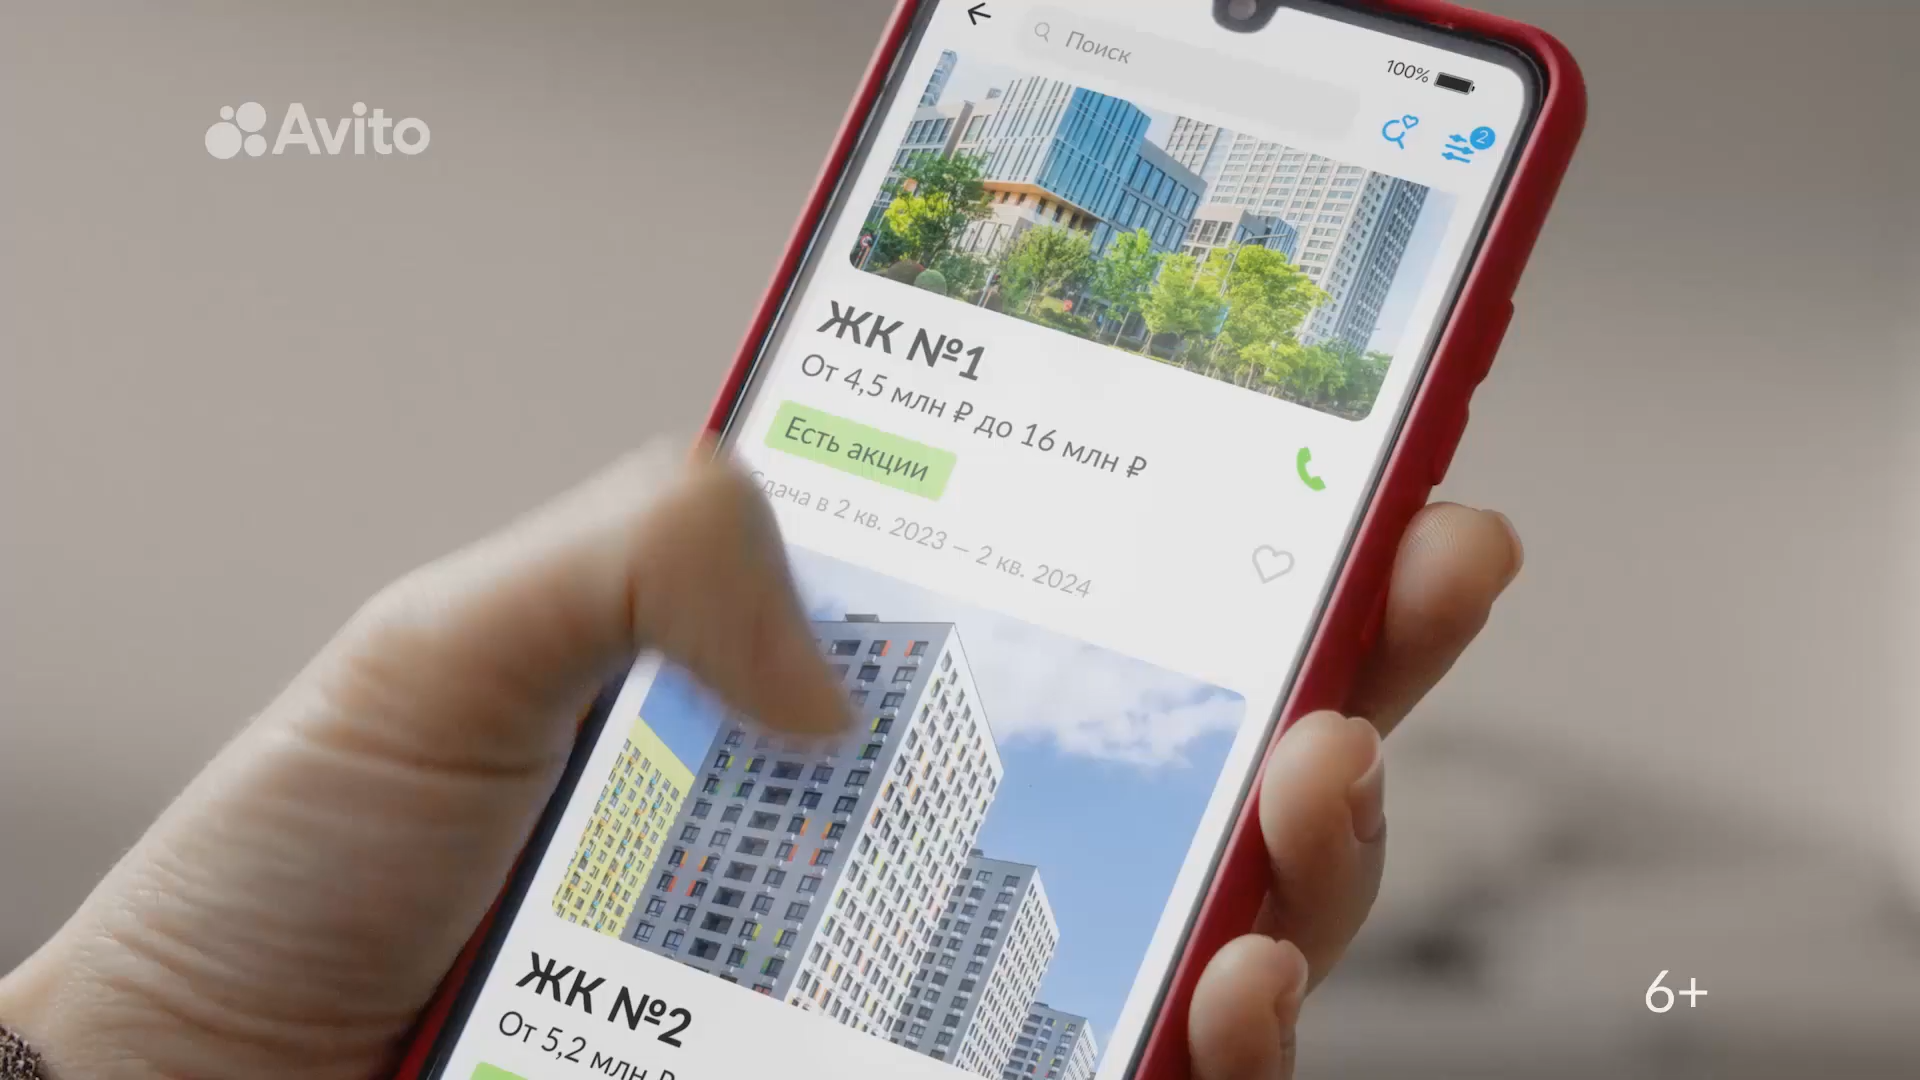 Avito
Поиск
100%
2
ЖК №1
От 4,5 млн ₽ до 16 млн ₽
Есть акции
Сдача в 2 кв. 2023 – 2 кв. 2024
ЖК №2
От 5,2 млн ₽
6+